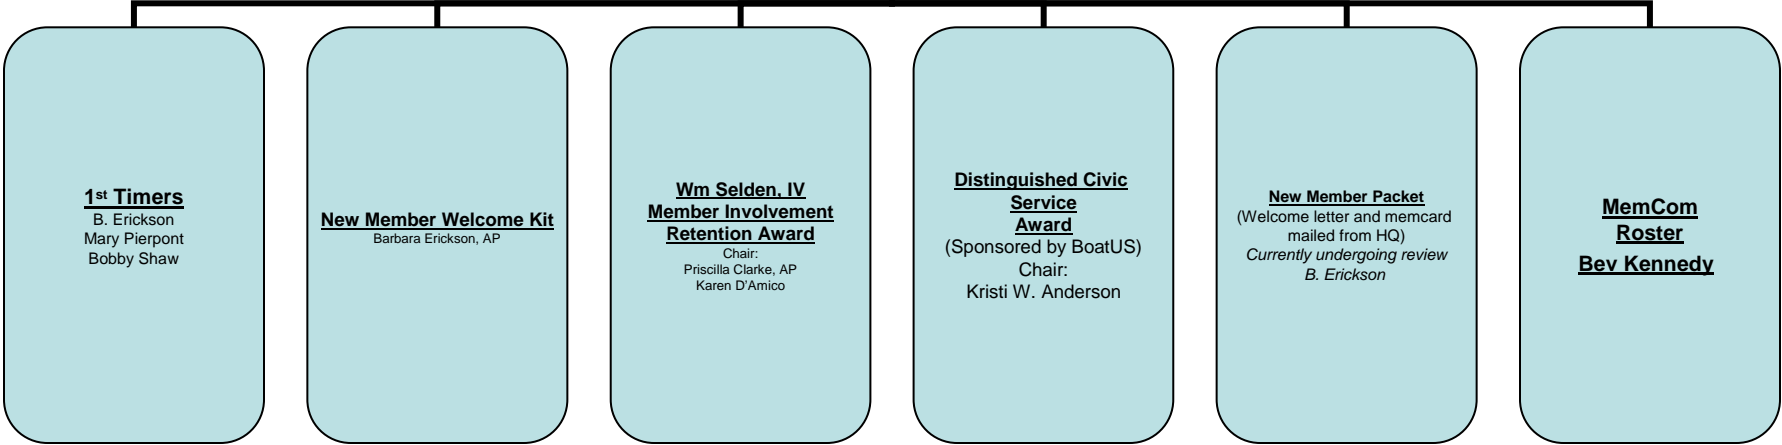 1st Timers
B. Erickson
Mary Pierpont
Bobby Shaw
New Member Welcome Kit
Barbara Erickson, AP
Wm Selden, IV
Member Involvement
Retention Award
Chair:
Priscilla Clarke, AP
Karen D’Amico
Distinguished Civic
Service
Award
(Sponsored by BoatUS)
Chair:
Kristi W. Anderson
New Member Packet
(Welcome letter and memcard
mailed from HQ)
Currently undergoing review
B. Erickson
MemCom
Roster
Bev Kennedy